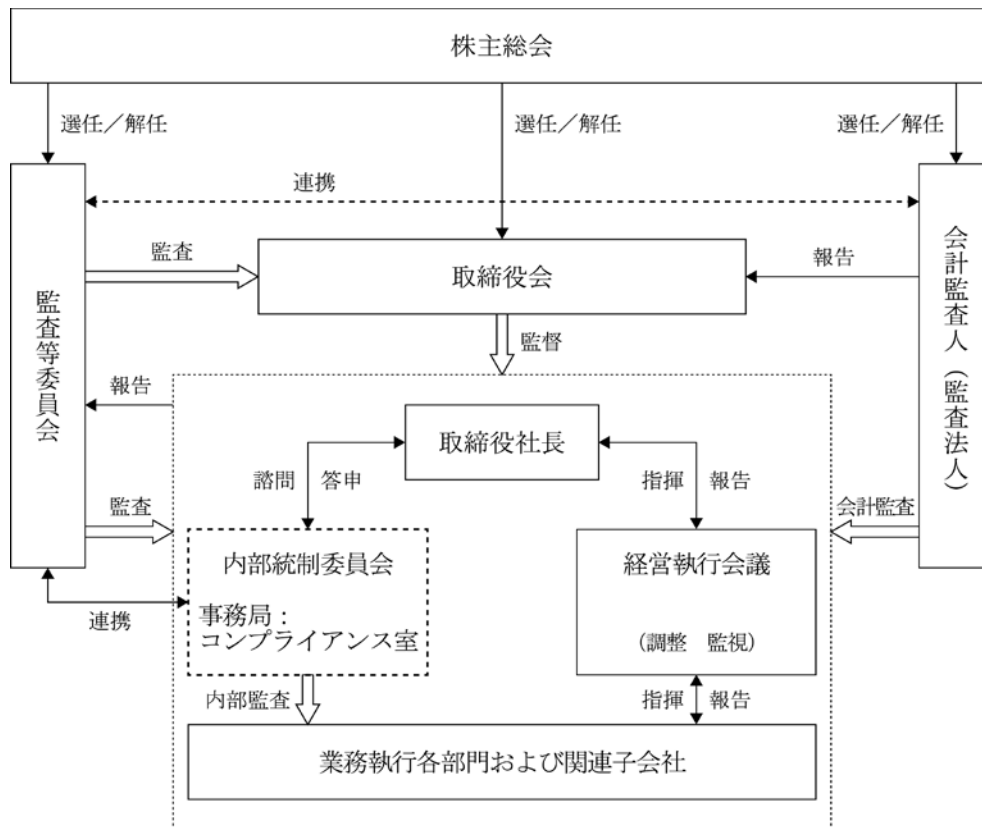 株主総会
選任／解任
選任／解任
選任／解任
連携
監査等委員会
監査
取締役会
報告
会計監査人（監査法人）
監督
報告
取締役社長
諮問 答申
指揮 報告
監査
会計監査
内部統制委員会
事務局：
コンプライアンス室
経営執行会議
（調整 監視）
連携
内部監査
指揮 報告
業務執行各部門および関連子会社